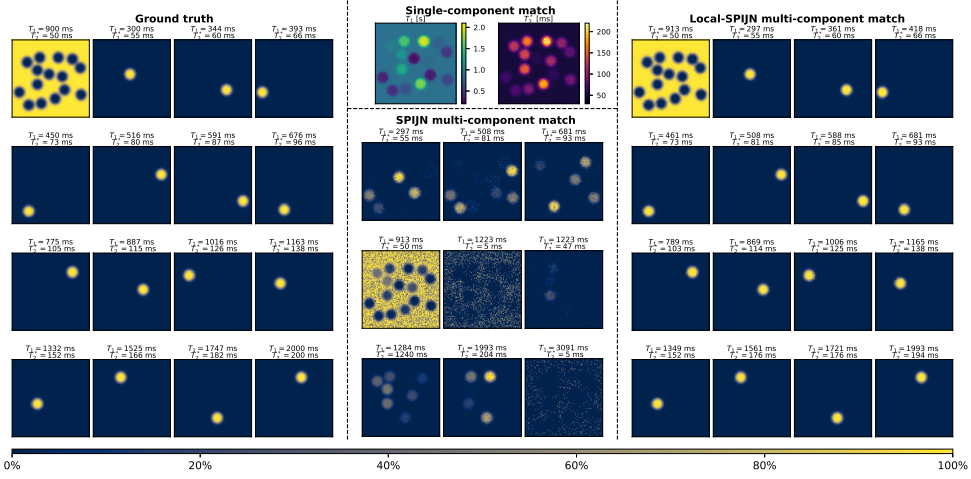 Ground truth
T₁ = 900 ms T₁ = 300 ms T₁ = 344 ms T₁ = 393 ms
T₂ = 50 ms T₂ = 55 ms T₂ = 60 ms T₂ = 66 ms
T₁ = 450 ms T₁ = 516 ms T₁ = 591 ms T₁ = 676 ms
T₂ = 73 ms T₂ = 80 ms T₂ = 87 ms T₂ = 96 ms
T₁ = 775 ms T₁ = 887 ms T₁ = 1016 ms T₁ = 1163 ms
T₂ = 105 ms T₂ = 115 ms T₂ = 126 ms T₂ = 138 ms
T₁ = 1332 ms T₁ = 1525 ms T₁ = 1747 ms T₁ = 2000 ms
T₂ = 152 ms T₂ = 166 ms T₂ = 182 ms T₂ = 200 ms
Single-component match
T₁ [s] T₂ [ms]
2.0
1.5
1.0
0.5
200
150
100
50
SPIJN multi-component match
T₁ = 297 ms T₁ = 508 ms T₁ = 681 ms
T₂ = 55 ms T₂ = 81 ms T₂ = 93 ms
T₁ = 913 ms T₁ = 1223 ms T₁ = 1223 ms
T₂ = 50 ms T₂ = 5 ms T₂ = 47 ms
T₁ = 1284 ms T₁ = 1993 ms T₁ = 3091 ms
T₂ = 1240 ms T₂ = 204 ms T₂ = 5 ms
Local-SPIJN multi-component match
T₁ = 913 ms T₁ = 297 ms T₁ = 361 ms T₁ = 418 ms
T₂ = 50 ms T₂ = 55 ms T₂ = 60 ms T₂ = 66 ms
T₁ = 461 ms T₁ = 508 ms T₁ = 588 ms T₁ = 681 ms
T₂ = 73 ms T₂ = 81 ms T₂ = 85 ms T₂ = 93 ms
T₁ = 789 ms T₁ = 869 ms T₁ = 1006 ms T₁ = 1165 ms
T₂ = 103 ms T₂ = 114 ms T₂ = 125 ms T₂ = 138 ms
T₁ = 1349 ms T₁ = 1561 ms T₁ = 1721 ms T₁ = 1993 ms
T₂ = 152 ms T₂ = 176 ms T₂ = 176 ms T₂ = 194 ms
0% 20% 40% 60% 80% 100%